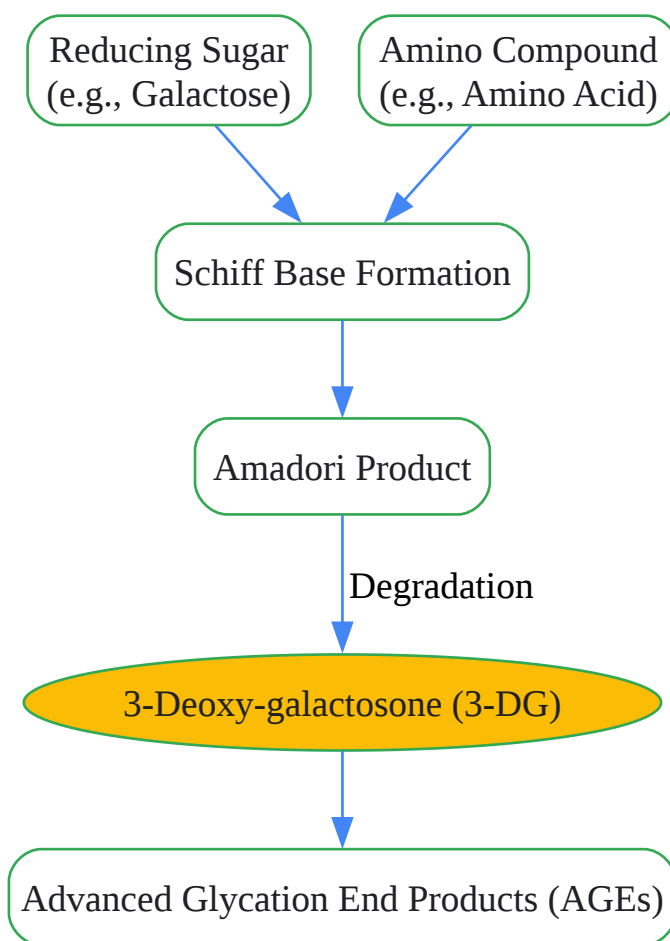 Reducing Sugar
(e.g., Galactose)
Amino Compound
(e.g., Amino Acid)
Schiff Base Formation
Amadori Product
Degradation
3-Deoxy-galactosone (3-DG)
Advanced Glycation End Products (AGEs)